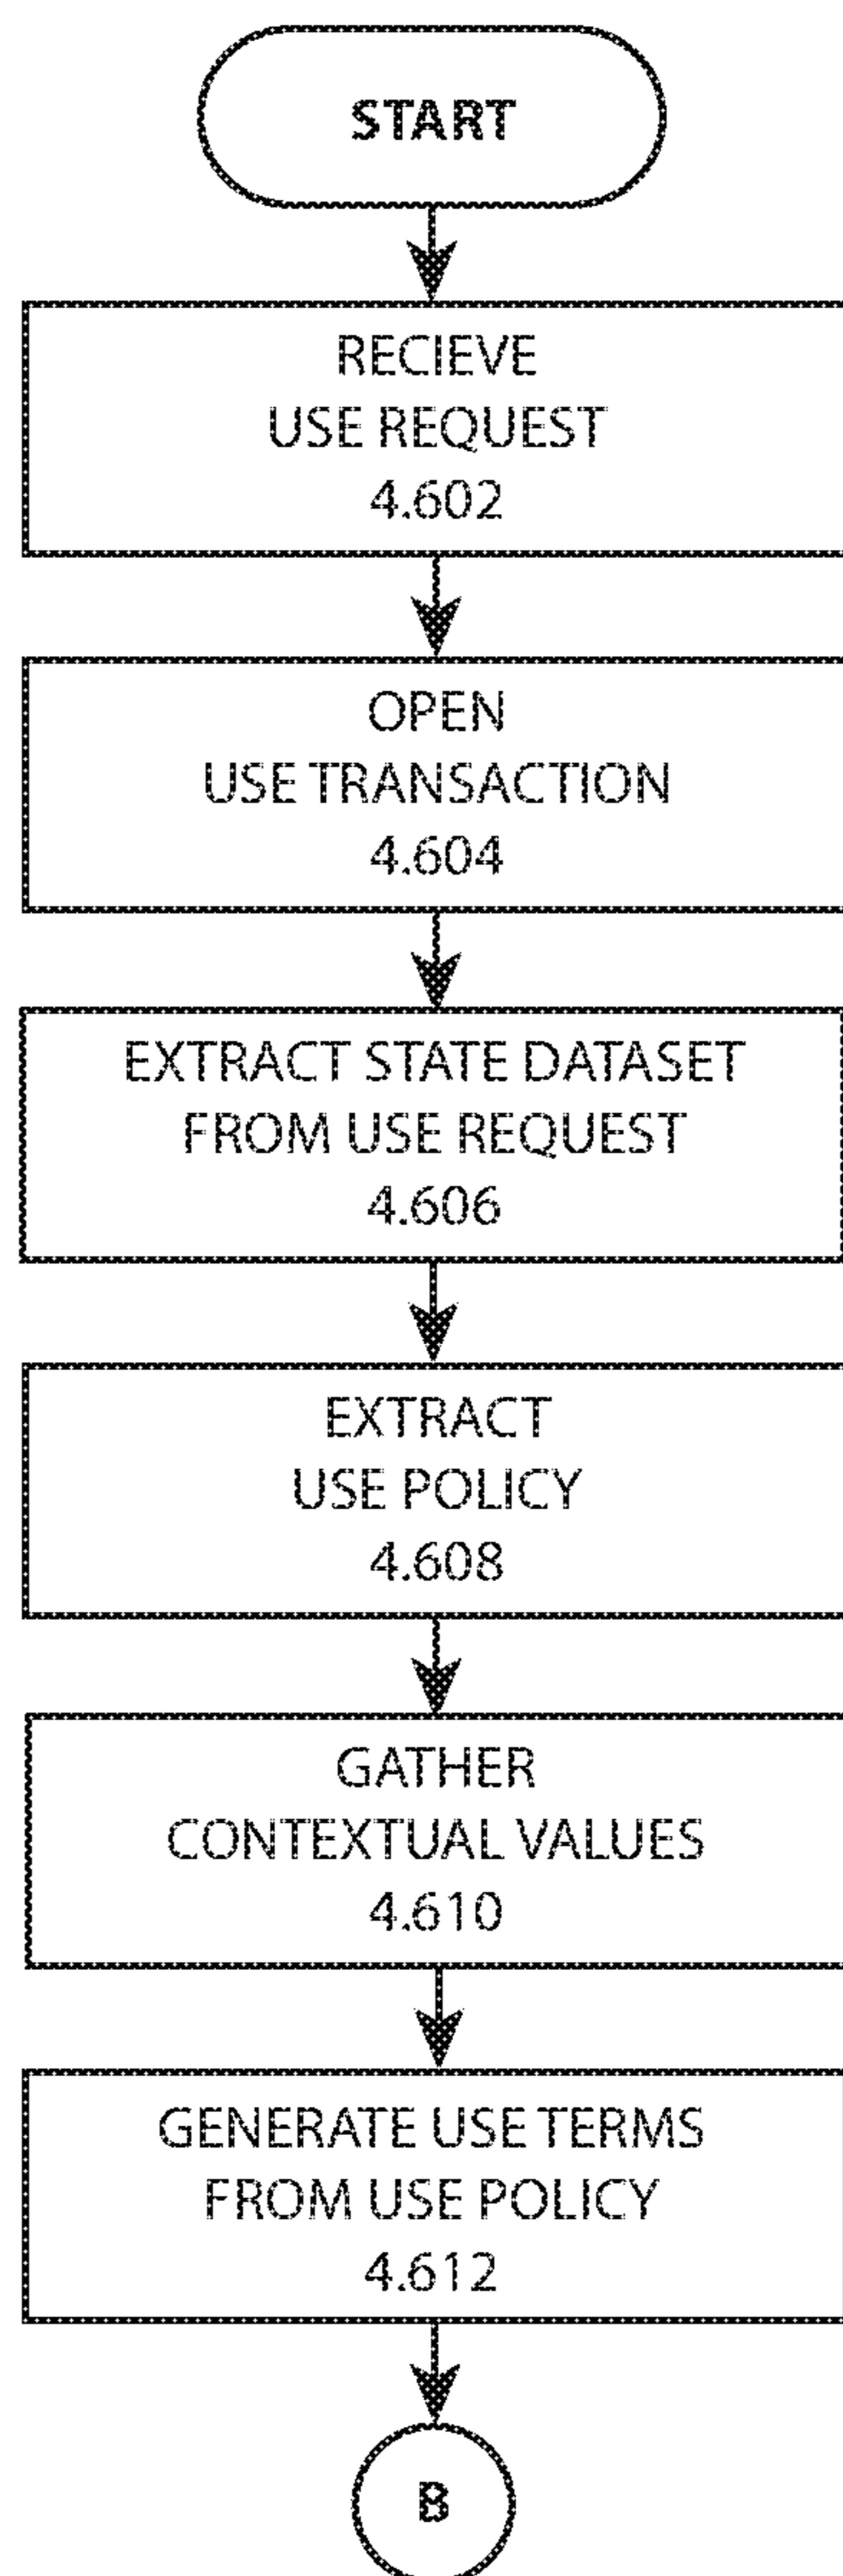 START
RECIEVE
USE REQUEST
4.602
OPEN
USE TRANSACTION
4.604
EXTRACT STATE DATASET
FROM USE REQUEST
4.606
EXTRACT
USE POLICY
4.608
GATHER
CONTEXTUAL VALUES
4.610
GENERATE USE TERMS
FROM USE POLICY
4.612
B